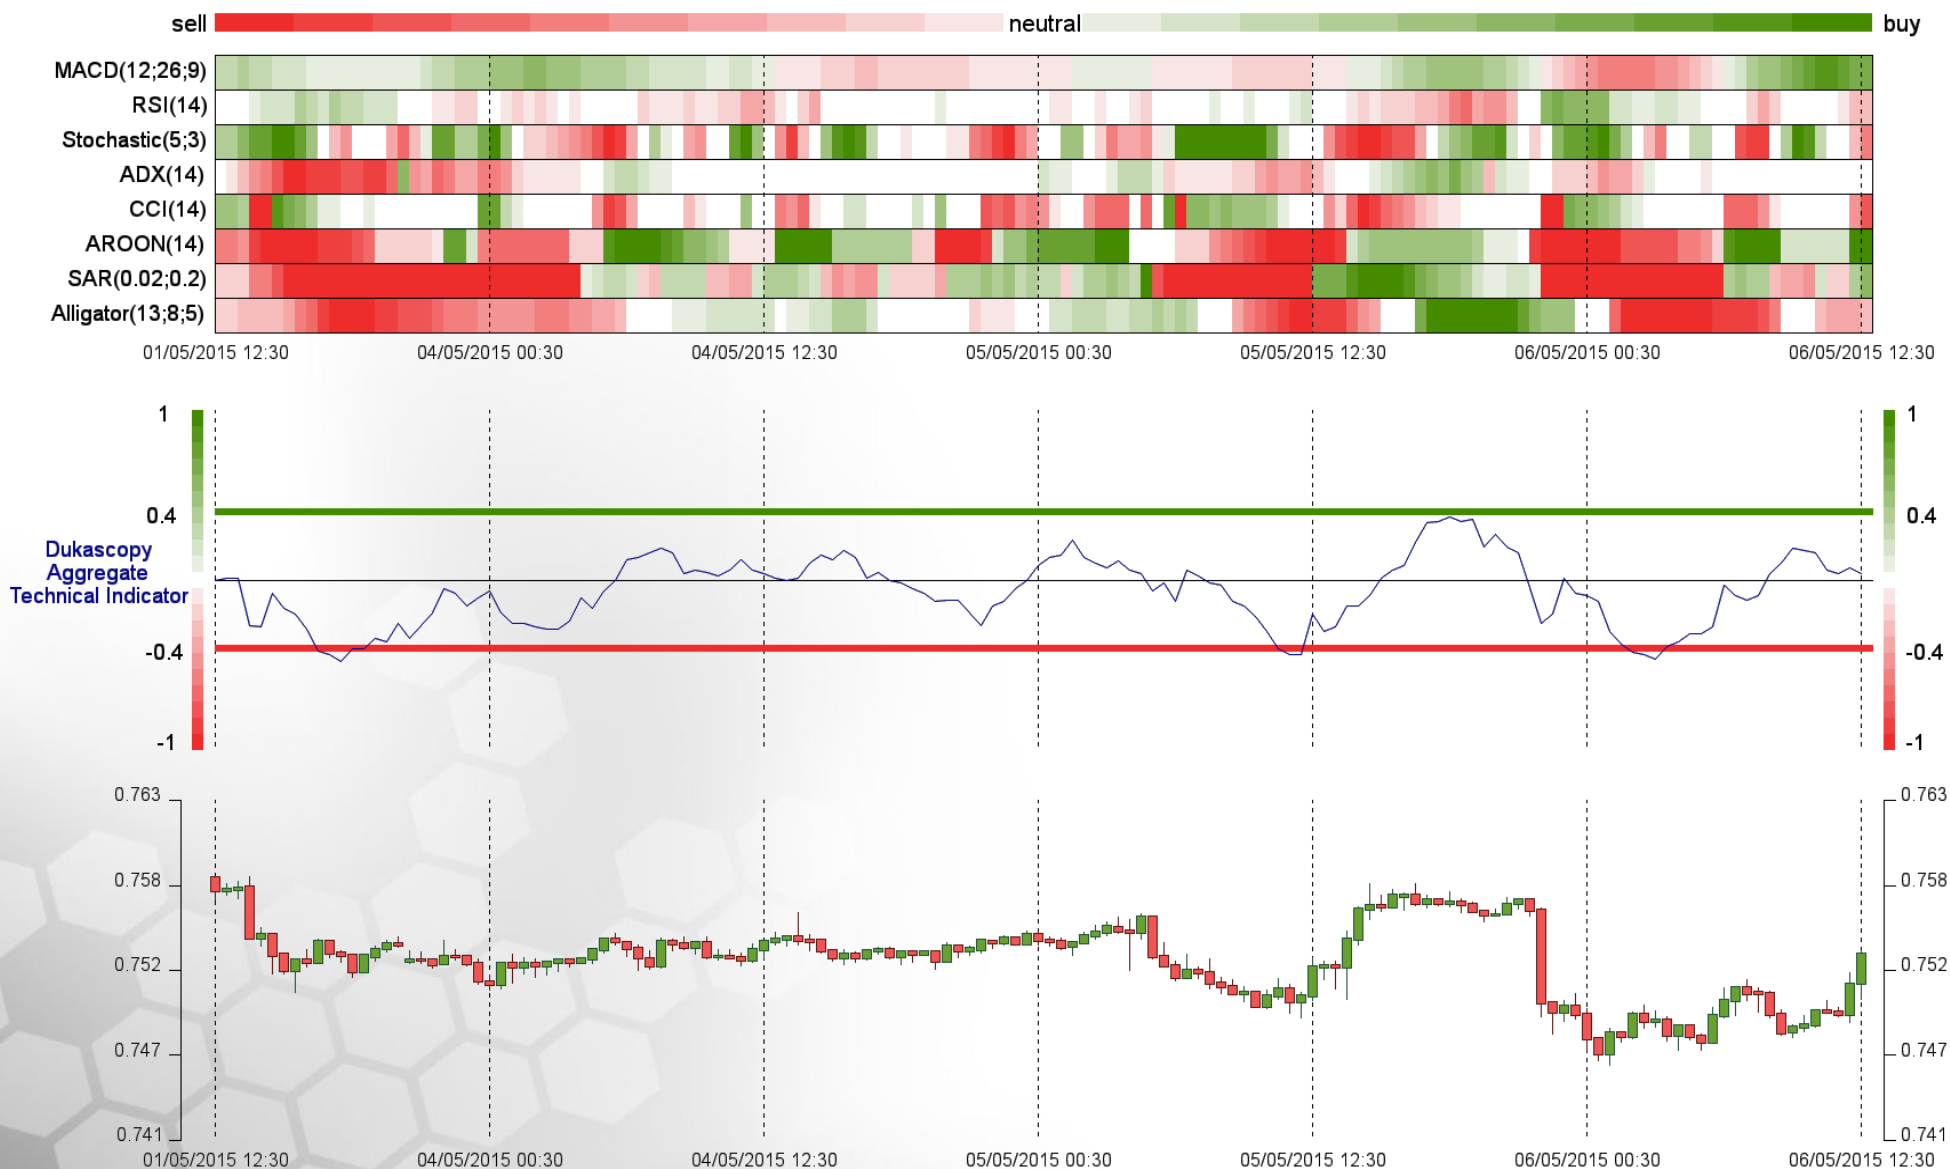 sell neutral buy
MACD(12;26;9)
RSI(14)
Stochastic(5;3)
ADX(14)
CCI(14)
AROON(14)
SAR(0.02;0.2)
Alligator(13;8;5)
01/05/2015 12:30 04/05/2015 00:30 04/05/2015 12:30 05/05/2015 00:30 05/05/2015 12:30 06/05/2015 00:30 06/05/2015 12:30
1 1
0.4 0.4
Dukascopy
Aggregate
Technical Indicator
-0.4 -0.4
-1 -1
0.763 0.763
0.758 0.758
0.752 0.752
0.747 0.747
0.741 0.741
01/05/2015 12:30 04/05/2015 00:30 04/05/2015 12:30 05/05/2015 00:30 05/05/2015 12:30 06/05/2015 00:30 06/05/2015 12:30